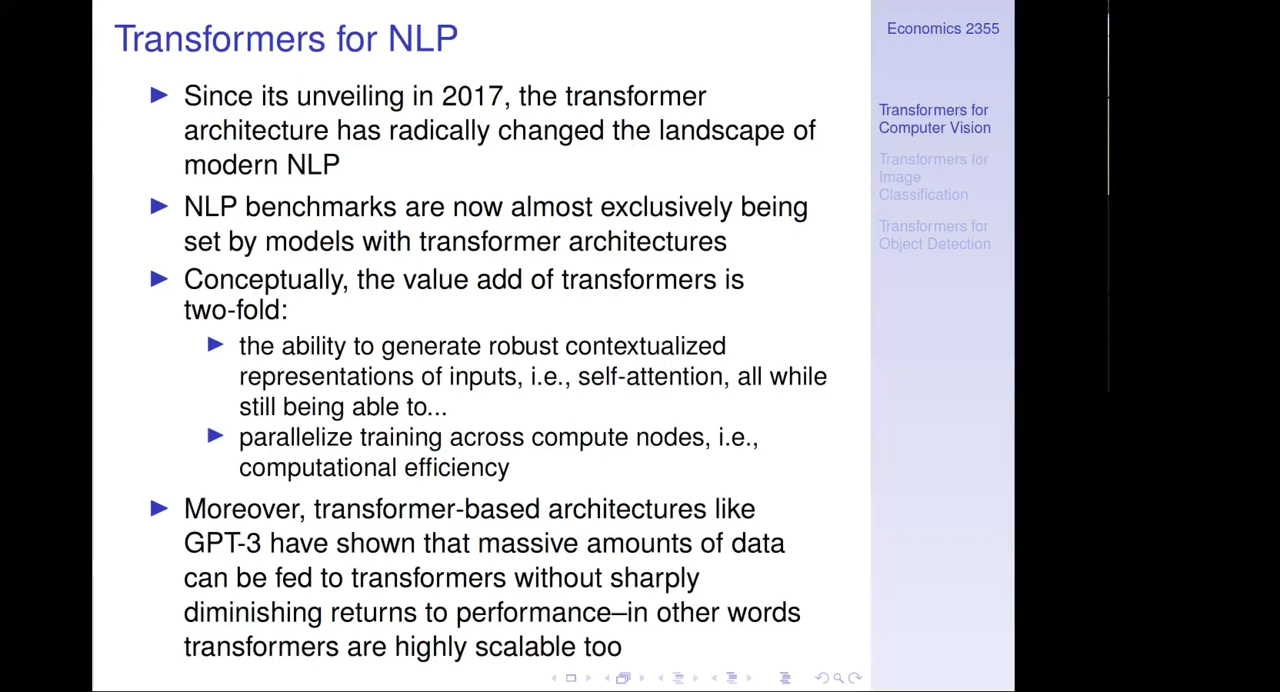 Transformers for NLP
Since its unveiling in 2017, the transformer
architecture has radically changed the landscape of
modern NLP
NLP benchmarks are now almost exclusively being
set by models with transformer architectures
Conceptually, the value add of transformers is
two-fold:
the ability to generate robust contextualized
representations of inputs, i.e., self-attention, all while
still being able to...
parallelize training across compute nodes, i.e.,
computational efficiency
Moreover, transformer-based architectures like
GPT-3 have shown that massive amounts of data
can be fed to transformers without sharply
diminishing returns to performance–in other words
transformers are highly scalable too
Economics 2355
Transformers for
Computer Vision
Transformers for
Image
Classification
Transformers for
Object Detection